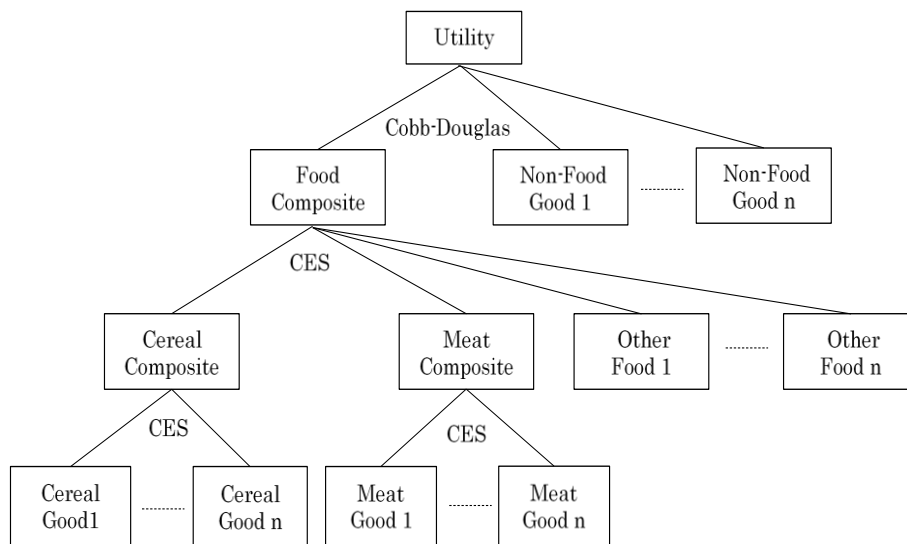 Utility
Cobb-Douglas
Food
Composite
Non-Food
Good 1
Non-Food
Good n
CES
Cereal
Composite
Meat
Composite
Other
Food 1
Other
Food n
CES
CES
Cereal
Good1
Cereal
Good n
Meat
Good 1
Meat
Good n